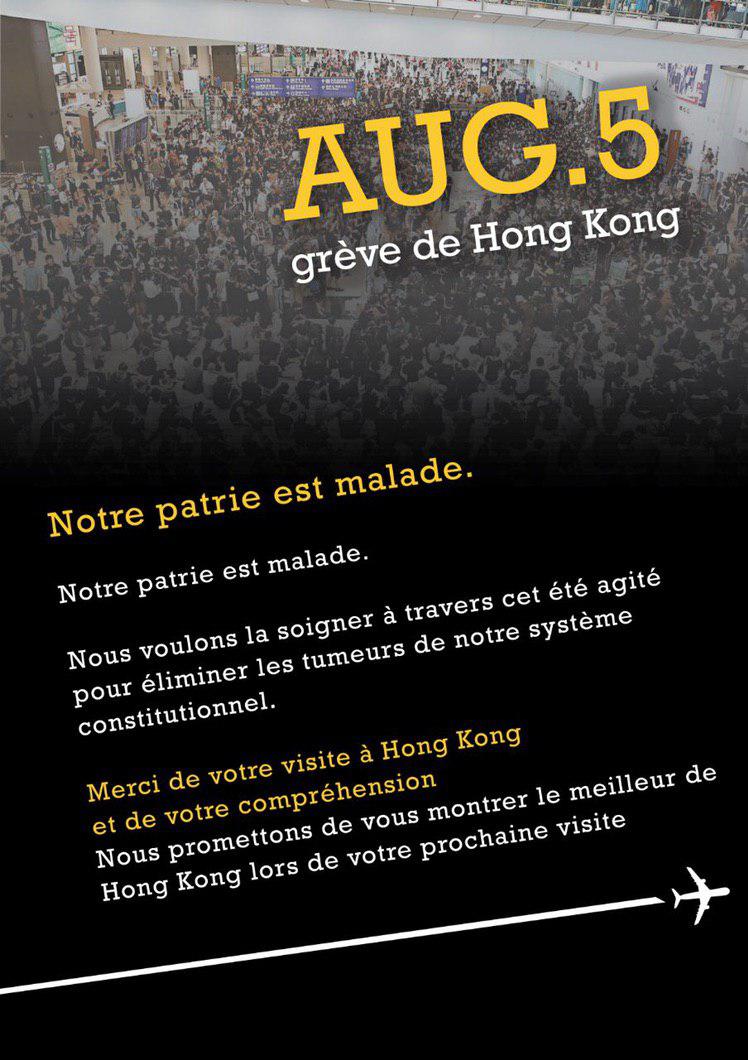 AUG.5
grève de Hong Kong
Notre patrie est malade.
Notre patrie est malade.
Nous voulons la soigner à travers cet été agité
pour éliminer les tumeurs de notre système
constitutionnel.
Merci de votre visite à Hong Kong
et de votre compréhension
Nous promettons de vous montrer le meilleur de
Hong Kong lors de votre prochaine visite